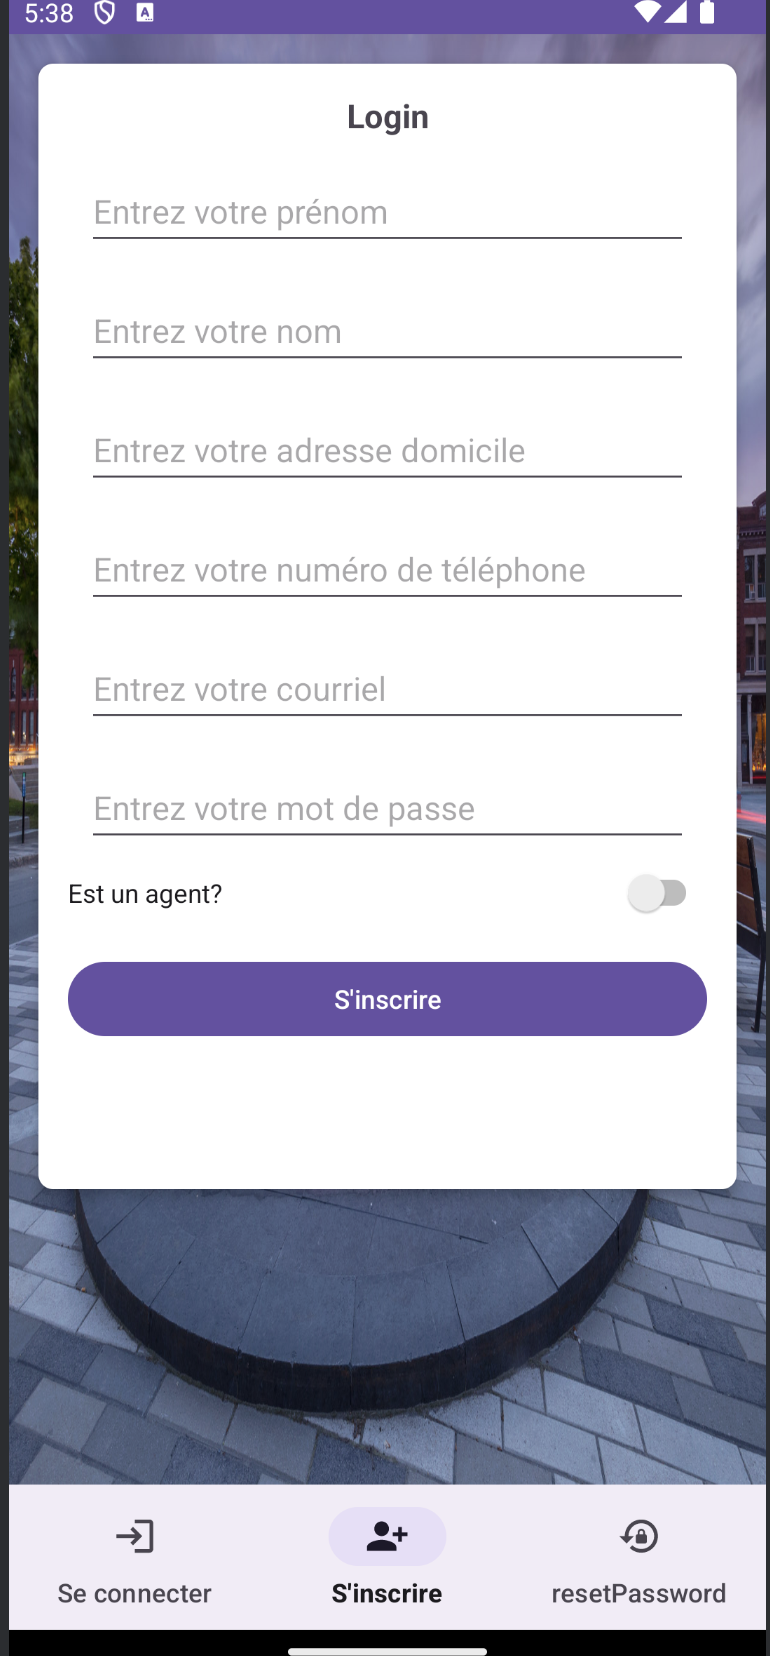 5:38
A
Login
Entrez votre prénom
Entrez votre nom
Entrez votre adresse domicile
Entrez votre numéro de téléphone
Entrez votre courriel
Entrez votre mot de passe
Est un agent?
S'inscrire
Se connecter
S'inscrire
resetPassword